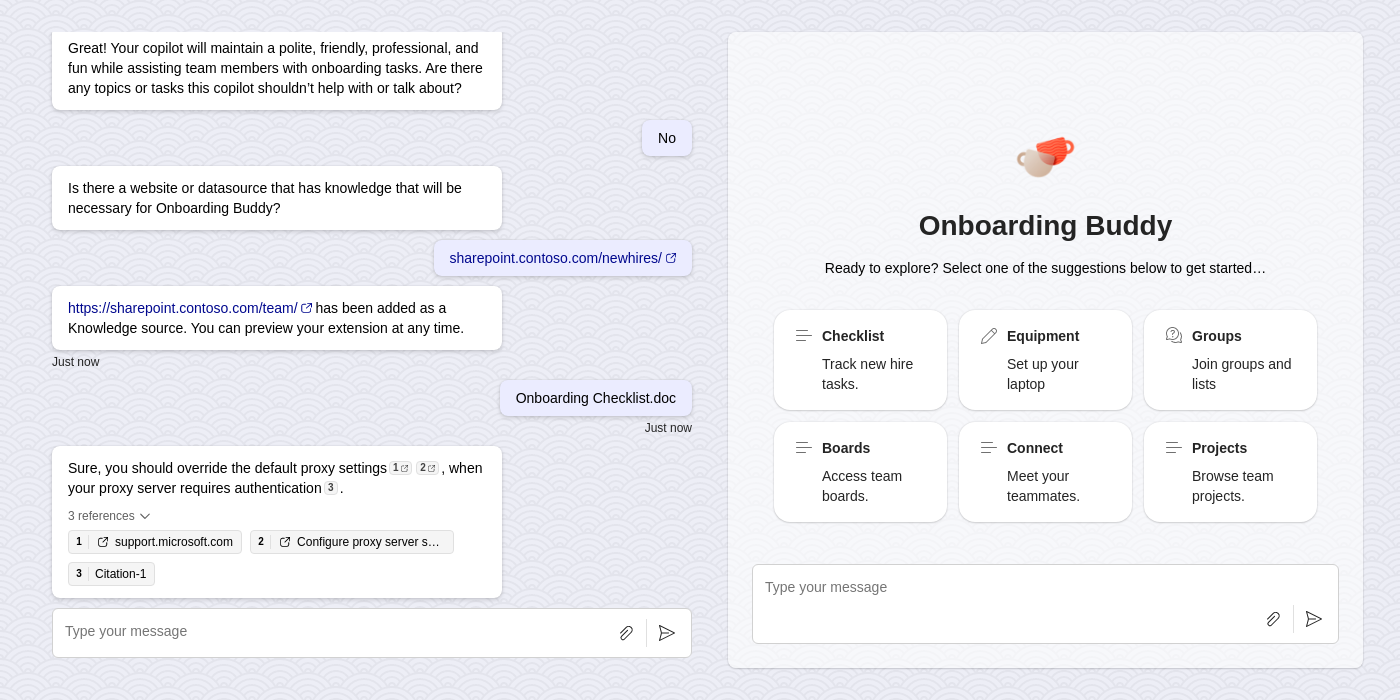 Great! Your copilot will maintain a polite, friendly, professional, and
fun while assisting team members with onboarding tasks. Are there
any topics or tasks this copilot shouldn’t help with or talk about?
No
Is there a website or datasource that has knowledge that will be
necessary for Onboarding Buddy?
sharepoint.contoso.com/newhires/
https://sharepoint.contoso.com/team/ has been added as a
Knowledge source. You can preview your extension at any time.
Just now
Onboarding Checklist.doc
Just now
Sure, you should override the default proxy settings 1 2 , when
your proxy server requires authentication 3 .
3 references
1 support.microsoft.com
2 Configure proxy server s…
3 Citation-1
Type your message
Onboarding Buddy
Ready to explore? Select one of the suggestions below to get started…
Checklist
Track new hire
tasks.
Equipment
Set up your
laptop
Groups
Join groups and
lists
Boards
Access team
boards.
Connect
Meet your
teammates.
Projects
Browse team
projects.
Type your message